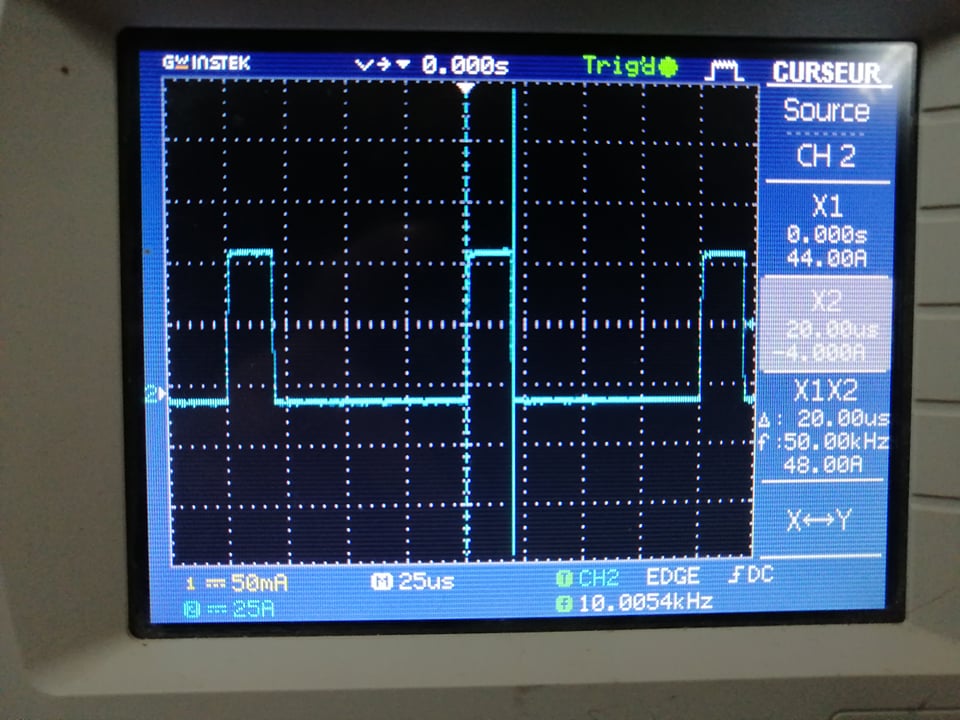 GW INSTEK 0.000s Trig'd CURSEUR
Source
CH 2
X1
0.000s
44.00A
X2
20.00us
-4.000A
X1X2
Δ: 20.00us
f:50.00kHz
48.00A
X↔Y
2
1 50mA M 25us T CH2 EDGE DC
2 25A f 10.0054kHz